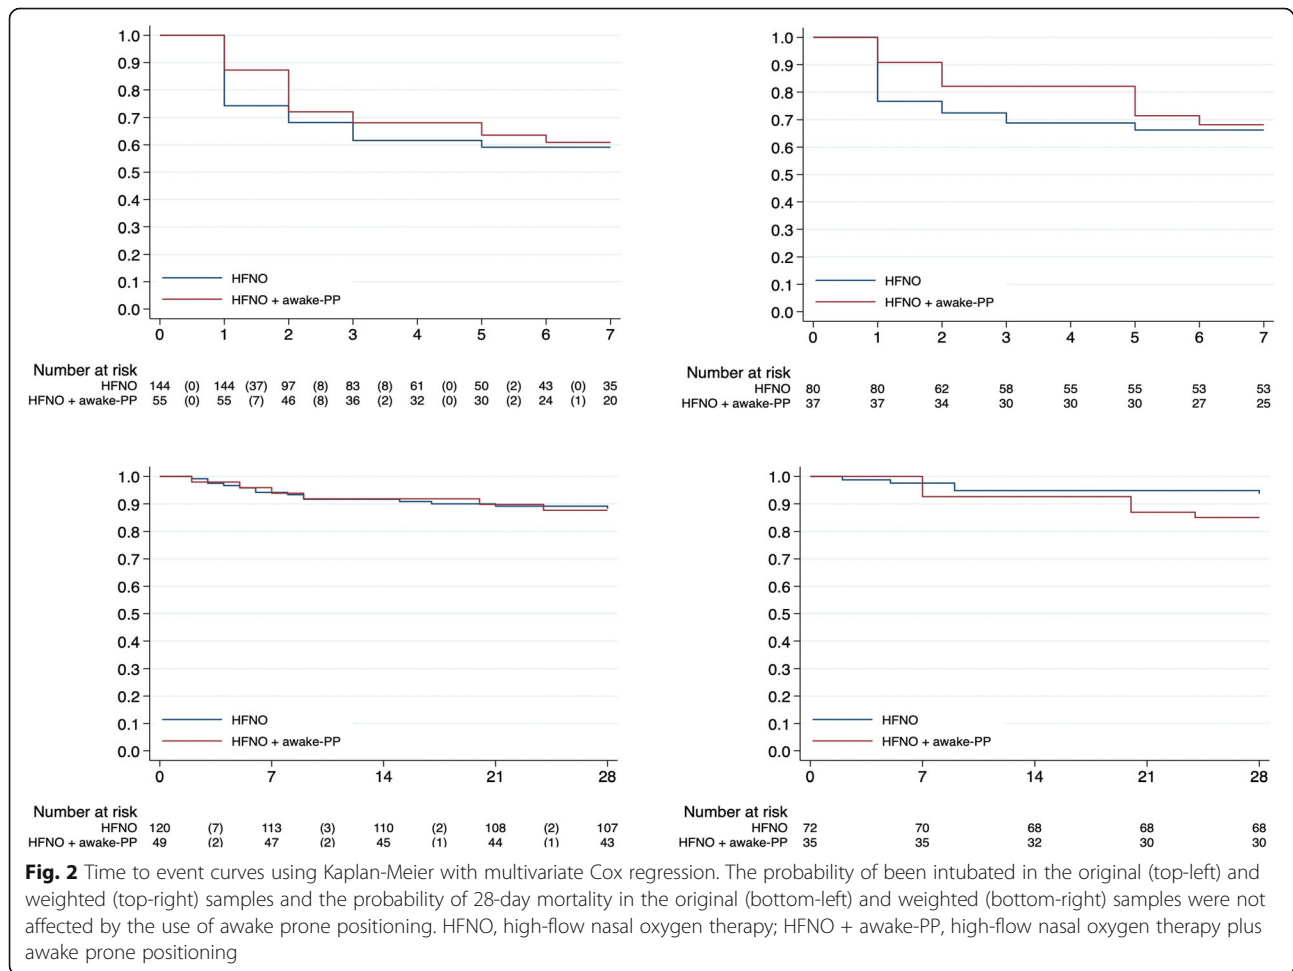 1.0
0.9
0.8
0.7
0.6
0.5
0.4
0.3
0.2
0.1
0.0
HFNO
HFNO + awake-PP
0 1 2 3 4 5 6 7
Number at risk
HFNO 144 (0) 144 (37) 97 (8) 83 (8) 61 (0) 50 (2) 43 (0) 35
HFNO + awake-PP 55 (0) 55 (7) 46 (8) 36 (2) 32 (0) 30 (2) 24 (1) 20
1.0
0.9
0.8
0.7
0.6
0.5
0.4
0.3
0.2
0.1
0.0
HFNO
HFNO + awake-PP
0 1 2 3 4 5 6 7
Number at risk
HFNO 80 80 62 58 55 55 53 53
HFNO + awake-PP 37 37 34 30 30 30 27 25
1.0
0.9
0.8
0.7
0.6
0.5
0.4
0.3
0.2
0.1
0.0
HFNO
HFNO + awake-PP
0 7 14 21 28
Number at risk
HFNO 120 (7) 113 (3) 110 (2) 108 (2) 107
HFNO + awake-PP 49 (2) 47 (2) 45 (1) 44 (1) 43
1.0
0.9
0.8
0.7
0.6
0.5
0.4
0.3
0.2
0.1
0.0
HFNO
HFNO + awake-PP
0 7 14 21 28
Number at risk
HFNO 72 70 68 68 68
HFNO + awake-PP 35 35 32 30 30
Fig. 2 Time to event curves using Kaplan-Meier with multivariate Cox regression. The probability of been intubated in the original (top-left) and
weighted (top-right) samples and the probability of 28-day mortality in the original (bottom-left) and weighted (bottom-right) samples were not
affected by the use of awake prone positioning. HFNO, high-flow nasal oxygen therapy; HFNO + awake-PP, high-flow nasal oxygen therapy plus
awake prone positioning